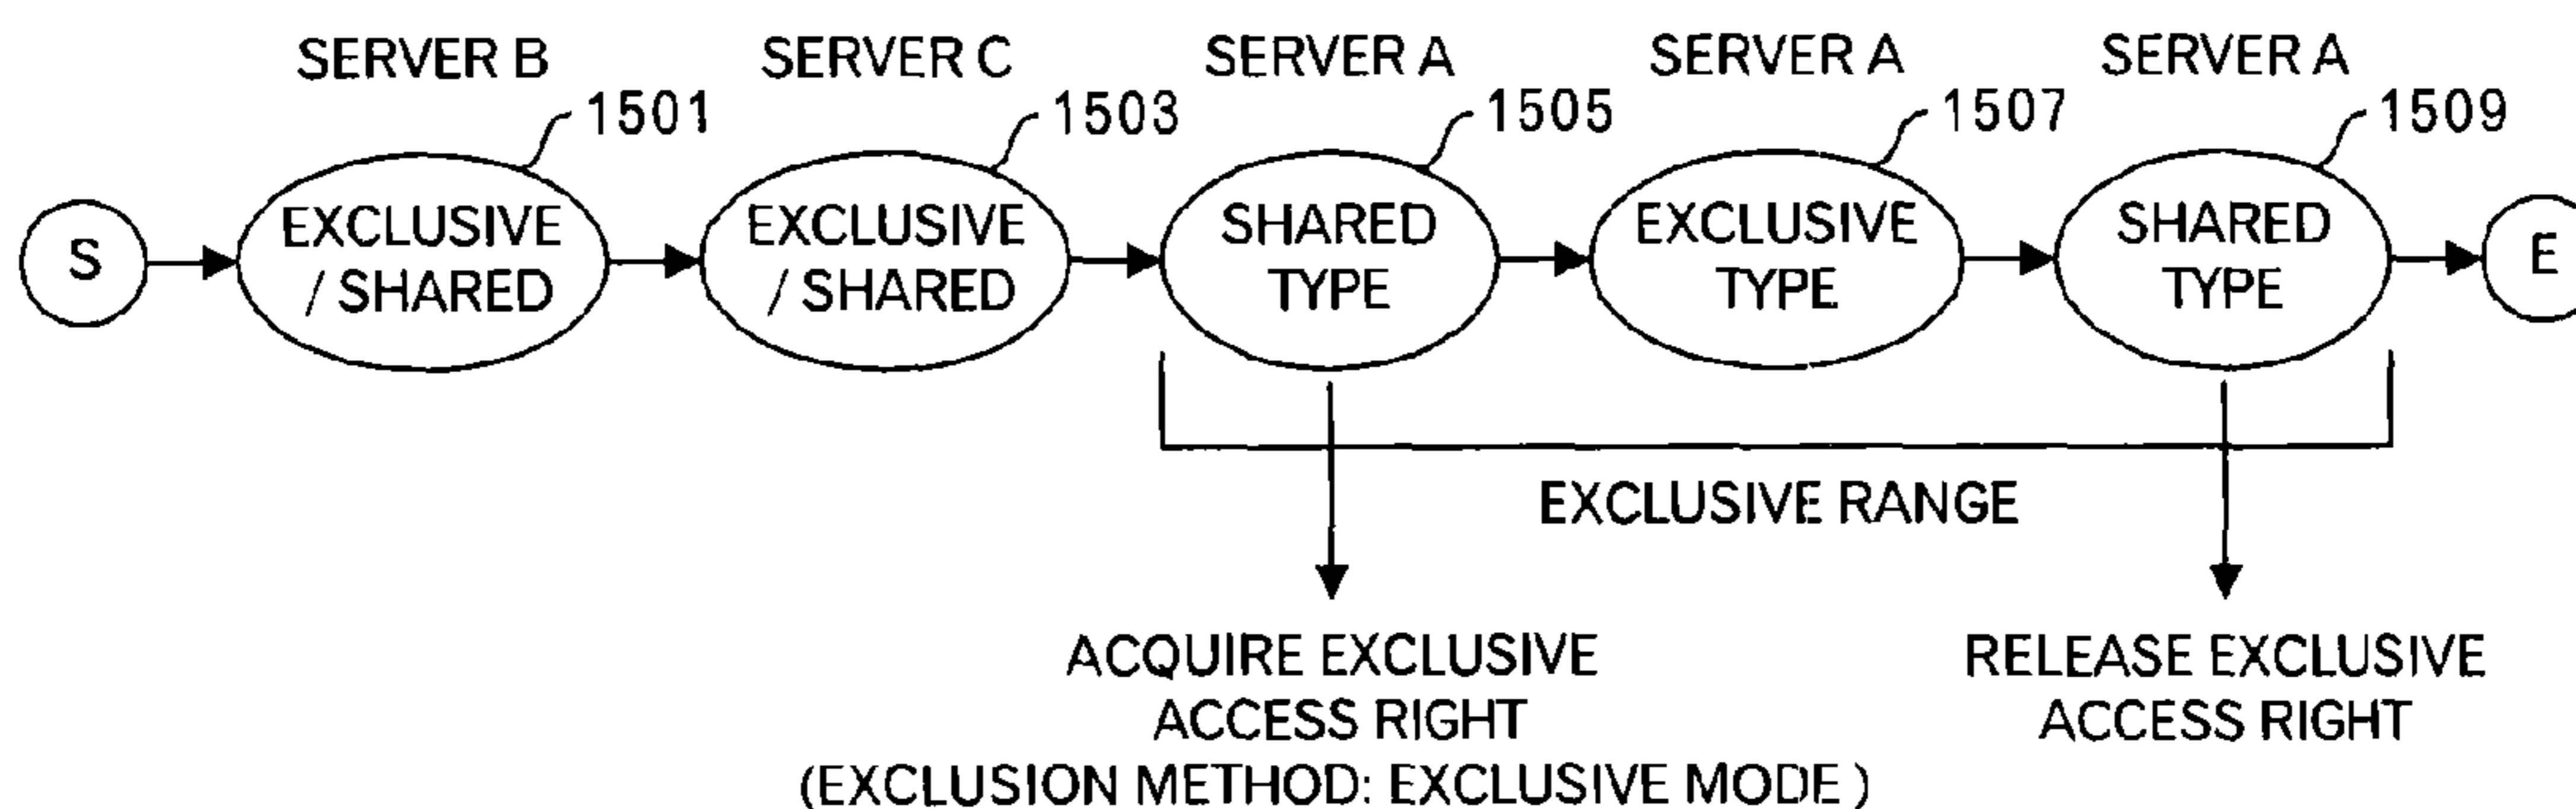 SERVER B
SERVER C
SERVER A
SERVER A
SERVER A
1501
1503
1505
1507
1509
S
EXCLUSIVE
/ SHARED
EXCLUSIVE
/ SHARED
SHARED
TYPE
EXCLUSIVE
TYPE
SHARED
TYPE
E
EXCLUSIVE RANGE
ACQUIRE EXCLUSIVE
ACCESS RIGHT
(EXCLUSION METHOD: EXCLUSIVE MODE)
RELEASE EXCLUSIVE
ACCESS RIGHT